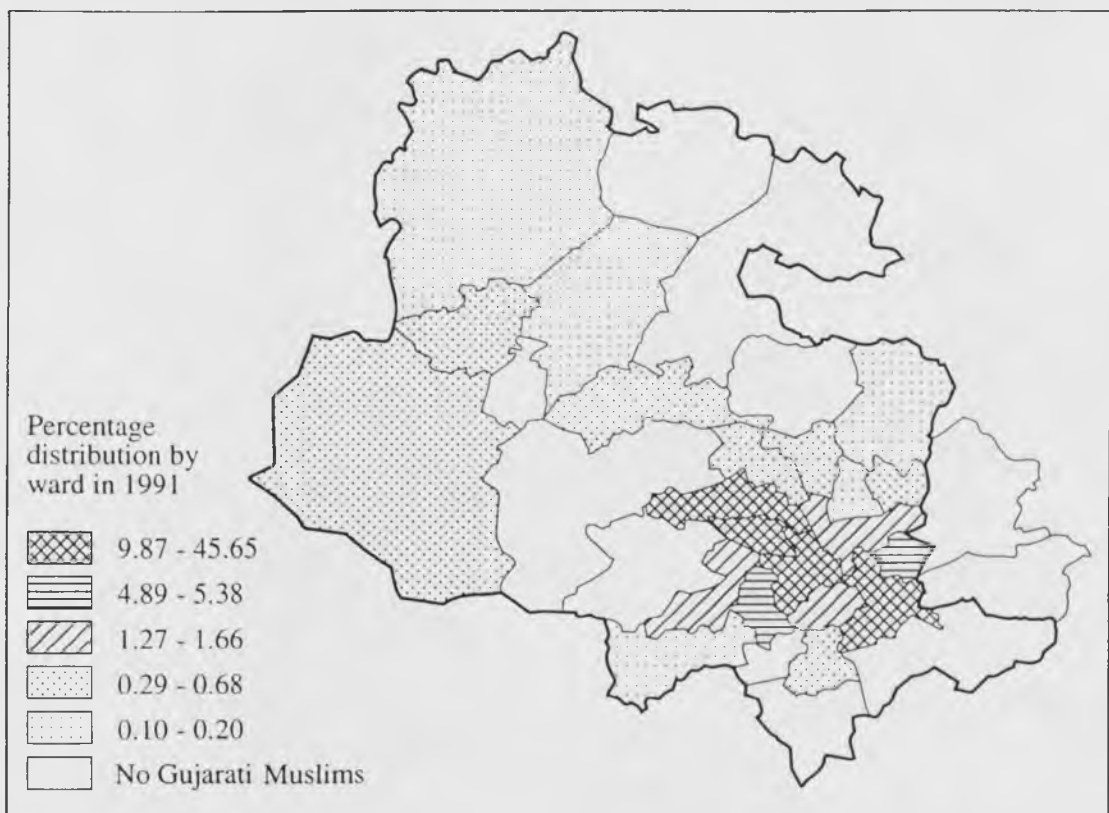 Percentage
distribution by
ward in 1991
9.87 - 45.65
4.89 - 5.38
1.27 - 1.66
0.29 - 0.68
0.10 - 0.20
No Gujarati Muslims